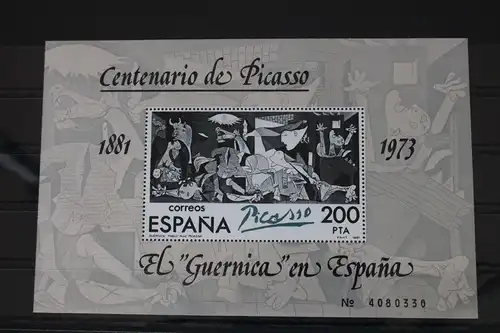 Centenario de Picasso
1881
1973
correos
ESPAÑA
Picasso
200
PTA
El "Guernica" en España
Nº 4080330